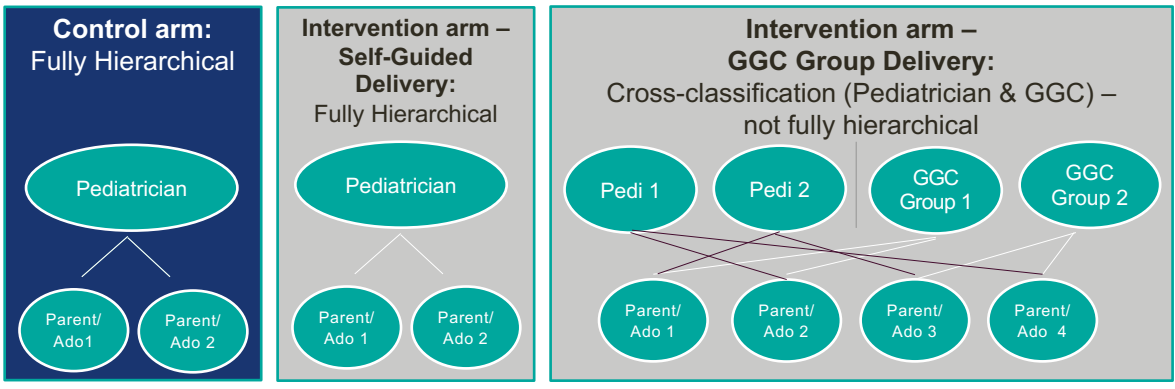 Control arm:
Fully Hierarchical
Pediatrician
Parent/
Ado1
Parent/
Ado 2
Intervention arm –
Self-Guided
Delivery:
Fully Hierarchical
Pediatrician
Parent/
Ado 1
Parent/
Ado 2
Intervention arm –
GGC Group Delivery:
Cross-classification (Pediatrician & GGC) –
not fully hierarchical
Pedi 1
Pedi 2
GGC
Group 1
GGC
Group 2
Parent/
Ado 1
Parent/
Ado 2
Parent/
Ado 3
Parent/
Ado 4